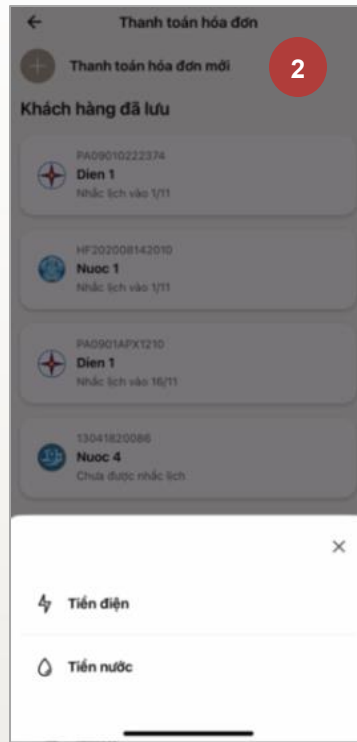 Thanh toán hóa đơn
Thanh toán hóa đơn mới
2
Khách hàng đã lưu
PA09010222374
Dien 1
Nhắc lịch vào 1/11
HF202008142010
Nuoc 1
Nhắc lịch vào 1/11
PA0901APX1210
Dien 1
Nhắc lịch vào 16/11
13041820086
Nuoc 4
Chưa được nhắc lịch
Tiền điện
Tiền nước